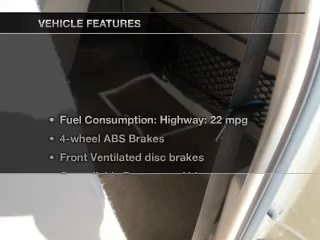 VEHICLE FEATURES
• Fuel Consumption: Highway: 22 mpg
• 4-wheel ABS Brakes
• Front Ventilated disc brakes